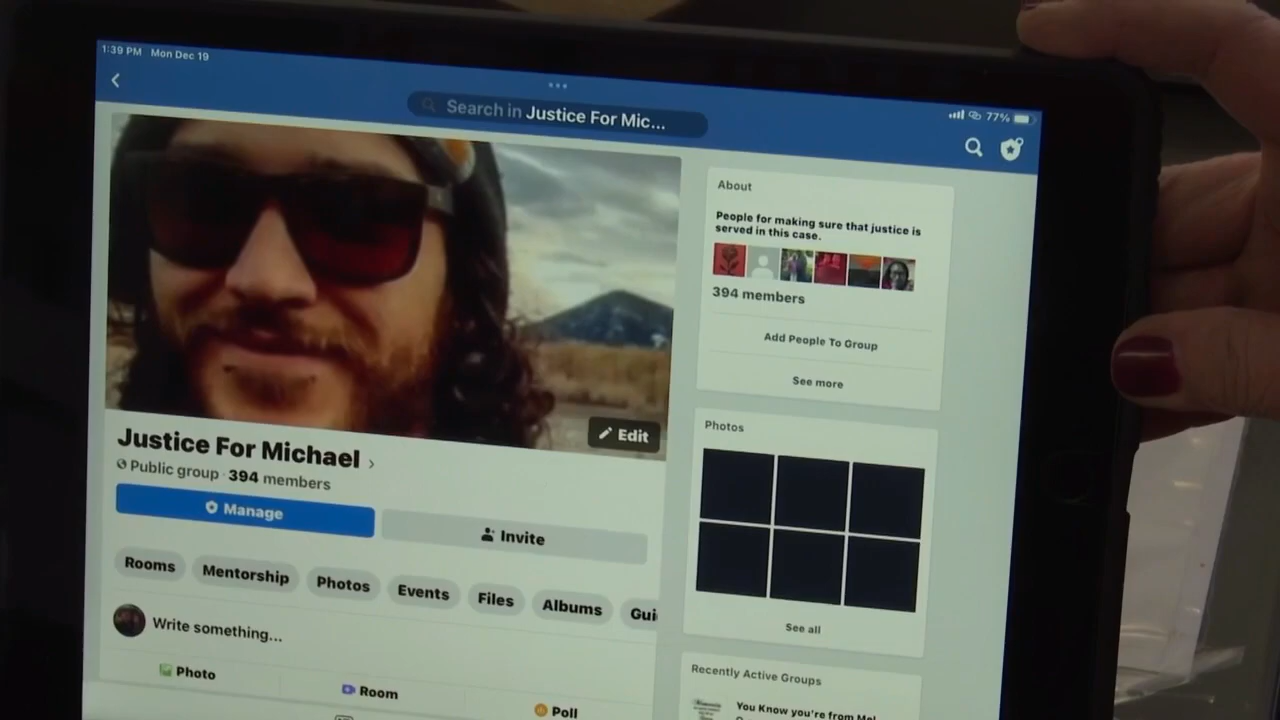 1:39 PM Mon Dec 19
77%
Search in Justice For Mic...
Edit
Justice For Michael
Public group · 394 members
Manage
Invite
Rooms
Mentorship
Photos
Events
Files
Albums
Gui
Write something...
Photo
Room
Poll
About
People for making sure that justice is
served in this case.
394 members
Add People To Group
See more
Photos
See all
Recently Active Groups
You Know you're from